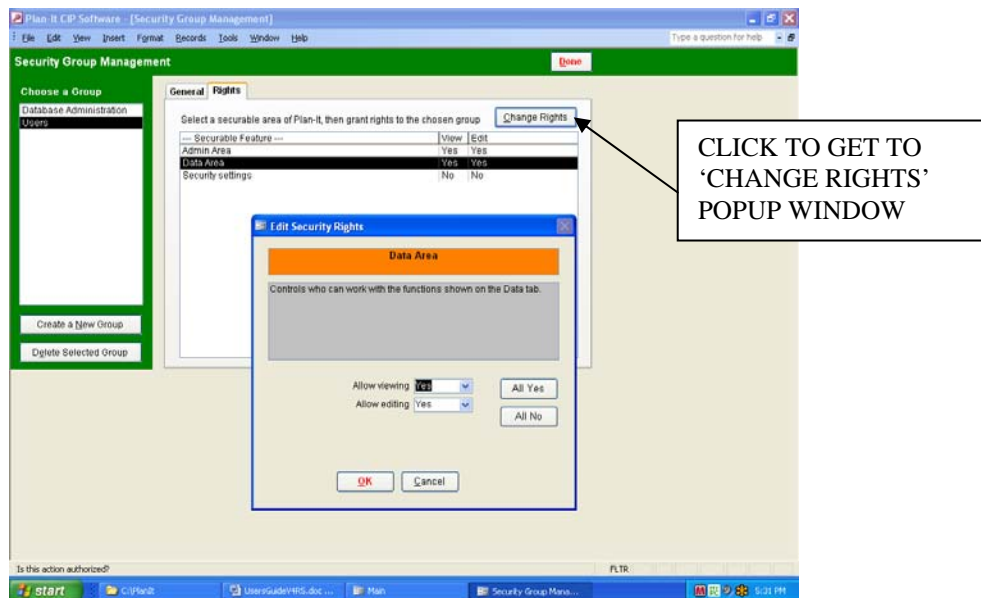 Plan-It CIP Software - [Security Group Management]
File Edit View Insert Format Records Tools Window Help
Type a question for help
Security Group Management
Done
Choose a Group
Database Administration
Users
Create a New Group
Delete Selected Group
General Rights
Select a securable area of Plan-It, then grant rights to the chosen group
Change Rights
--- Securable Feature --- View Edit
Admin Area Yes Yes
Data Area Yes Yes
Security settings No No
CLICK TO GET TO
‘CHANGE RIGHTS’
POPUP WINDOW
Edit Security Rights
Data Area
Controls who can work with the functions shown on the Data tab.
Allow viewing Yes
All Yes
Allow editing Yes
All No
OK Cancel
Is this action authorized?
FLTR
start C:\PlanIt UsersGuideV4RS.doc ... Main Security Group Mana... 5:31 PM